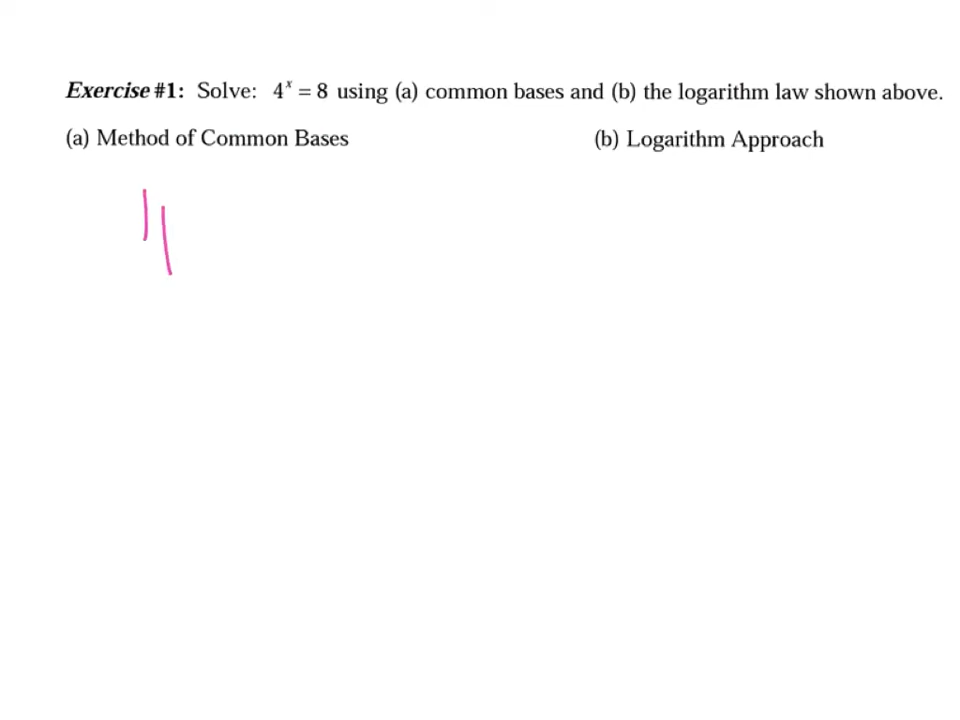 Exercise #1: Solve: 4ˣ = 8 using (a) common bases and (b) the logarithm law shown above.
(a) Method of Common Bases (b) Logarithm Approach